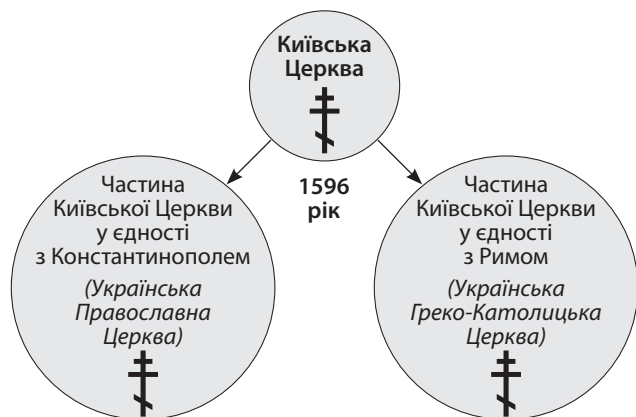 Київська
Церква
1596
рік
Частина
Київської Церкви
у єдності
з Константинополем
(Українська
Православна
Церква)
Частина
Київської Церкви
у єдності
з Римом
(Українська
Греко-Католицька
Церква)